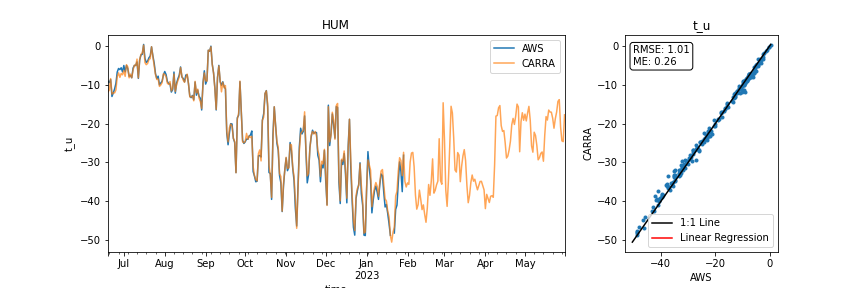 HUM
t_u
0
−10
−20
−30
−40
−50
AWS
CARRA
Jul Aug Sep Oct Nov Dec Jan Feb Mar Apr May
2023
time
t_u
CARRA
0
−10
−20
−30
−40
−50
RMSE: 1.01
ME: 0.26
1:1 Line
Linear Regression
−40 −20 0
AWS